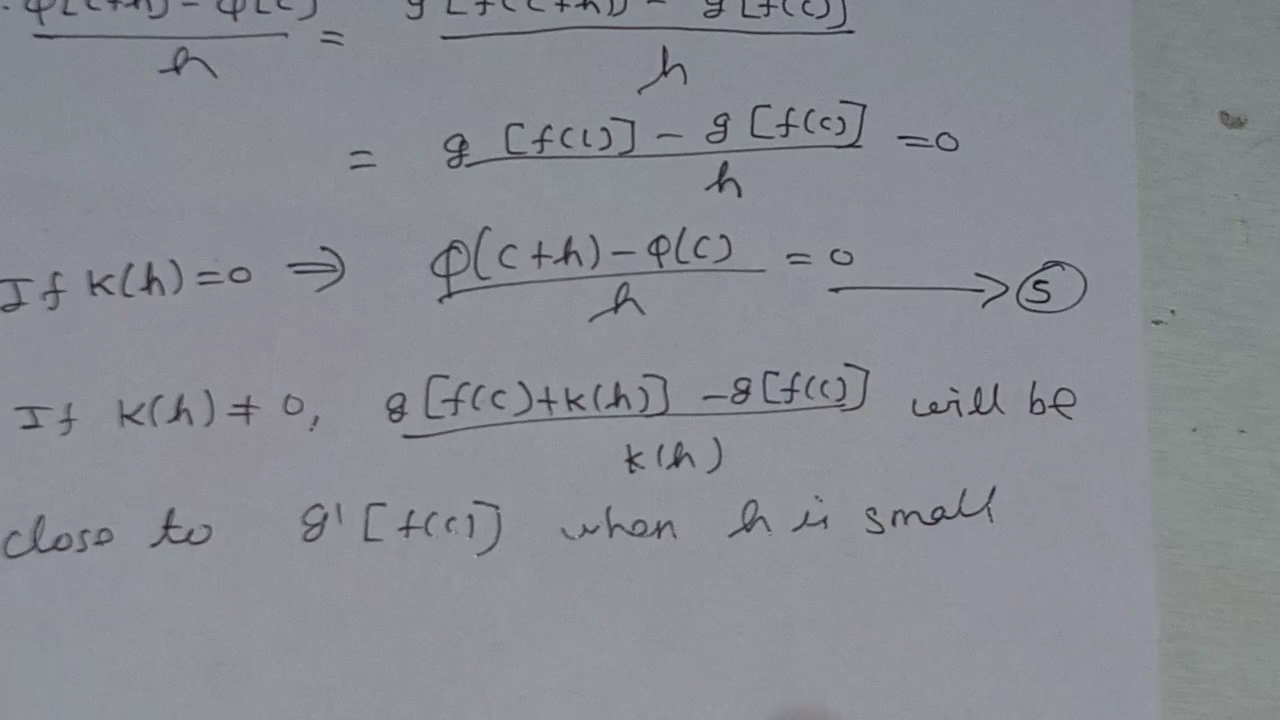 φ[(c+h)] - φ(c) / h = g[f(c+h)] - g[f(c)] / h
= g[f(c)] - g[f(c)] / h = 0
If k(h)=0 ⇒ φ(c+h) - φ(c) / h = 0 → (5)
If k(h) ≠ 0, g[f(c)+k(h)] - g[f(c)] / k(h) will be
close to g'[f(c)] when h is small